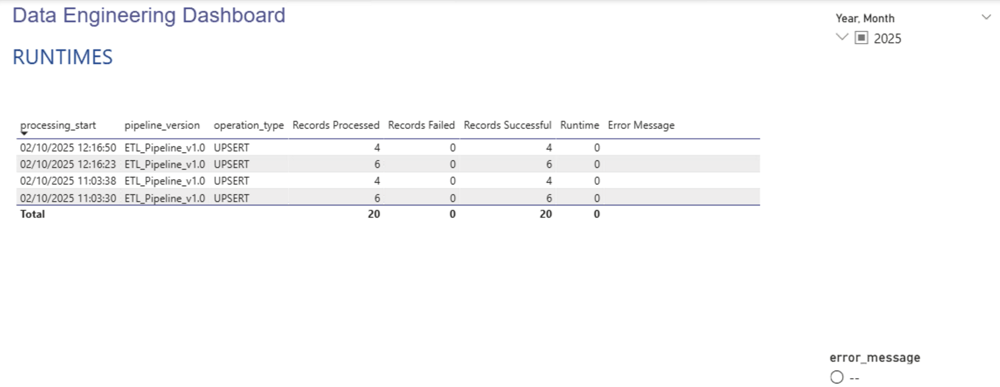 Data Engineering Dashboard
Year, Month
2025
RUNTIMES
processing_start pipeline_version operation_type Records Processed Records Failed Records Successful Runtime Error Message
02/10/2025 12:16:50 ETL_Pipeline_v1.0 UPSERT 4 0 4 0
02/10/2025 12:16:23 ETL_Pipeline_v1.0 UPSERT 6 0 6 0
02/10/2025 11:03:38 ETL_Pipeline_v1.0 UPSERT 4 0 4 0
02/10/2025 11:03:30 ETL_Pipeline_v1.0 UPSERT 6 0 6 0
Total 20 0 20 0
error_message
--